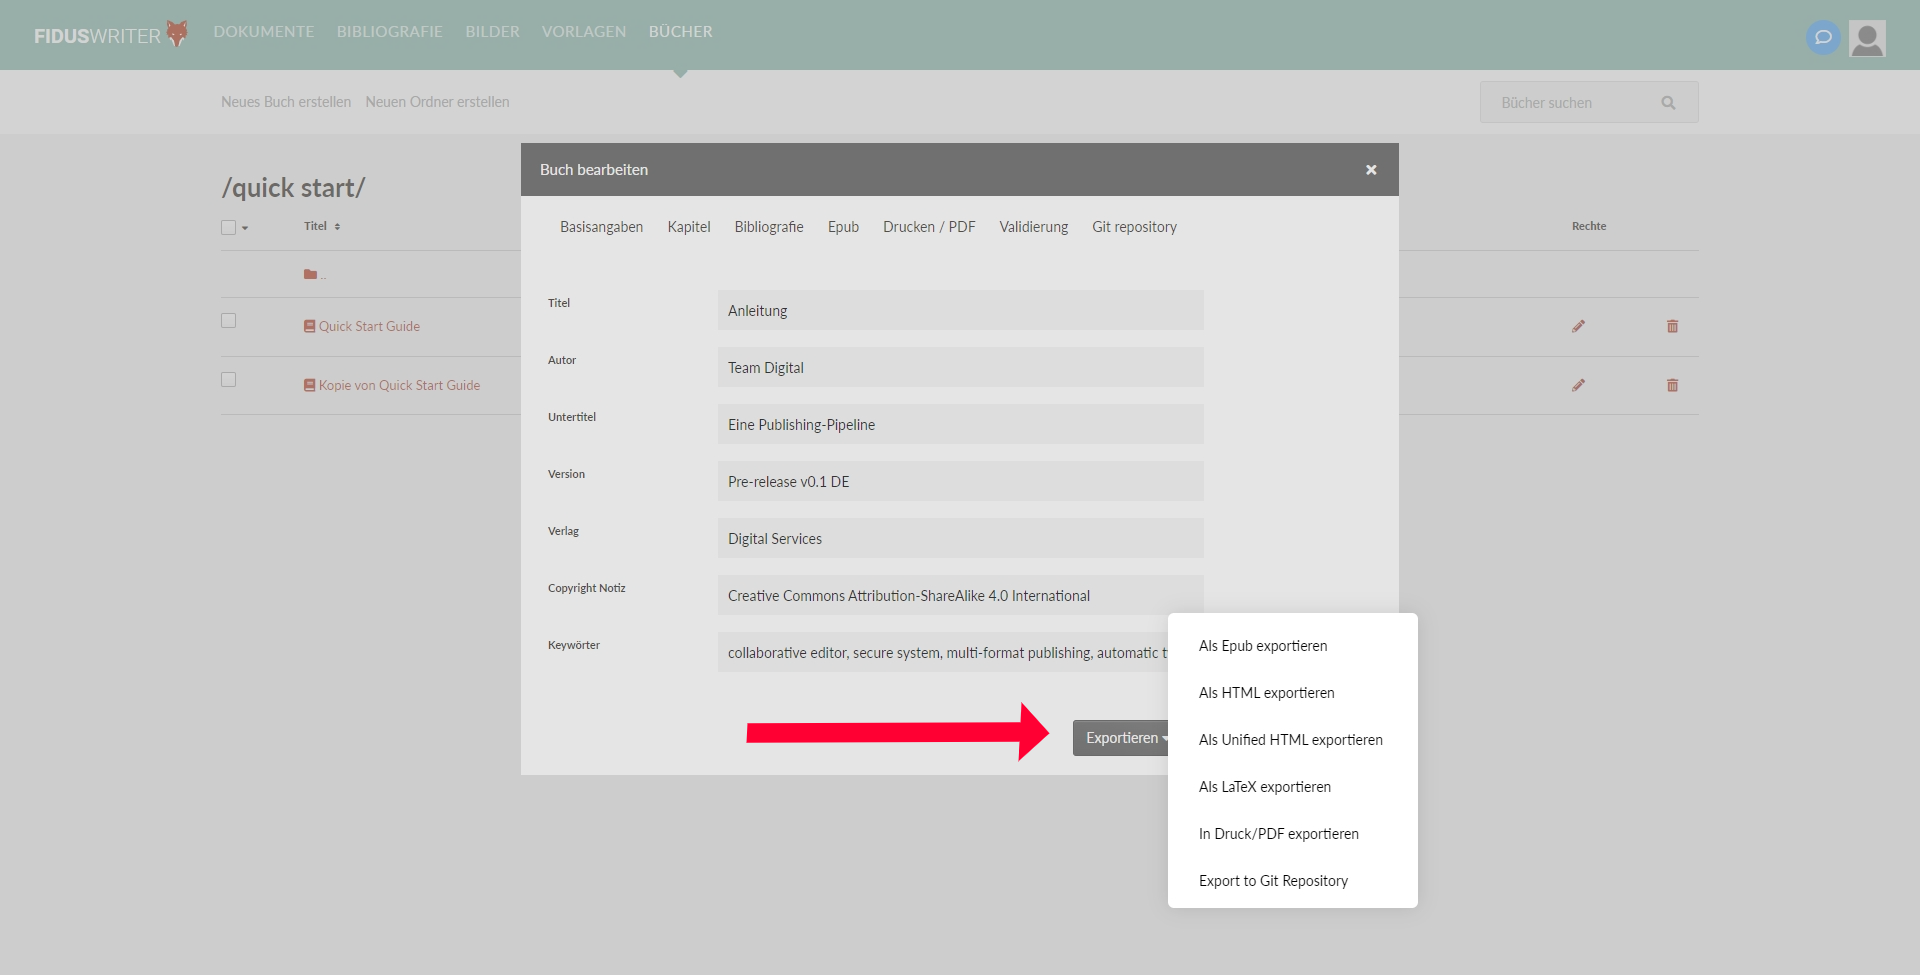 FIDUSWRITER DOKUMENTE BIBLIOGRAFIE BILDER VORLAGEN BÜCHER
Neues Buch erstellen Neuen Ordner erstellen Bücher suchen
/quick start/
Titel Rechte
..
Quick Start Guide
Kopie von Quick Start Guide
Buch bearbeiten
Basisangaben Kapitel Bibliografie Epub Drucken / PDF Validierung Git repository
Titel Anleitung
Autor Team Digital
Untertitel Eine Publishing-Pipeline
Version Pre-release v0.1 DE
Verlag Digital Services
Copyright Notiz Creative Commons Attribution-ShareAlike 4.0 International
Keywörter collaborative editor, secure system, multi-format publishing, automatic
Exportieren
Als Epub exportieren
Als HTML exportieren
Als Unified HTML exportieren
Als LaTeX exportieren
In Druck/PDF exportieren
Export to Git Repository